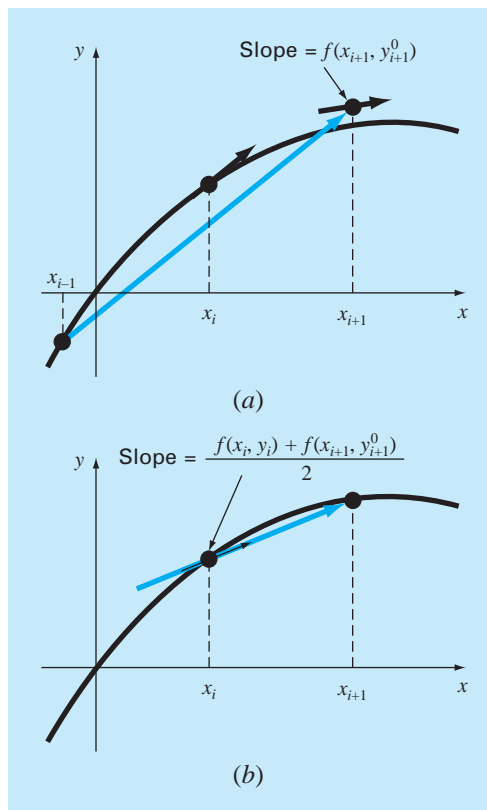 y
Slope = f(x_{i+1}, y^0_{i+1})
x_{i–1}
x_i
x_{i+1}
x
(a)
y
Slope = \frac{f(x_i, y_i) + f(x_{i+1}, y^0_{i+1})}{2}
x_i
x_{i+1}
x
(b)